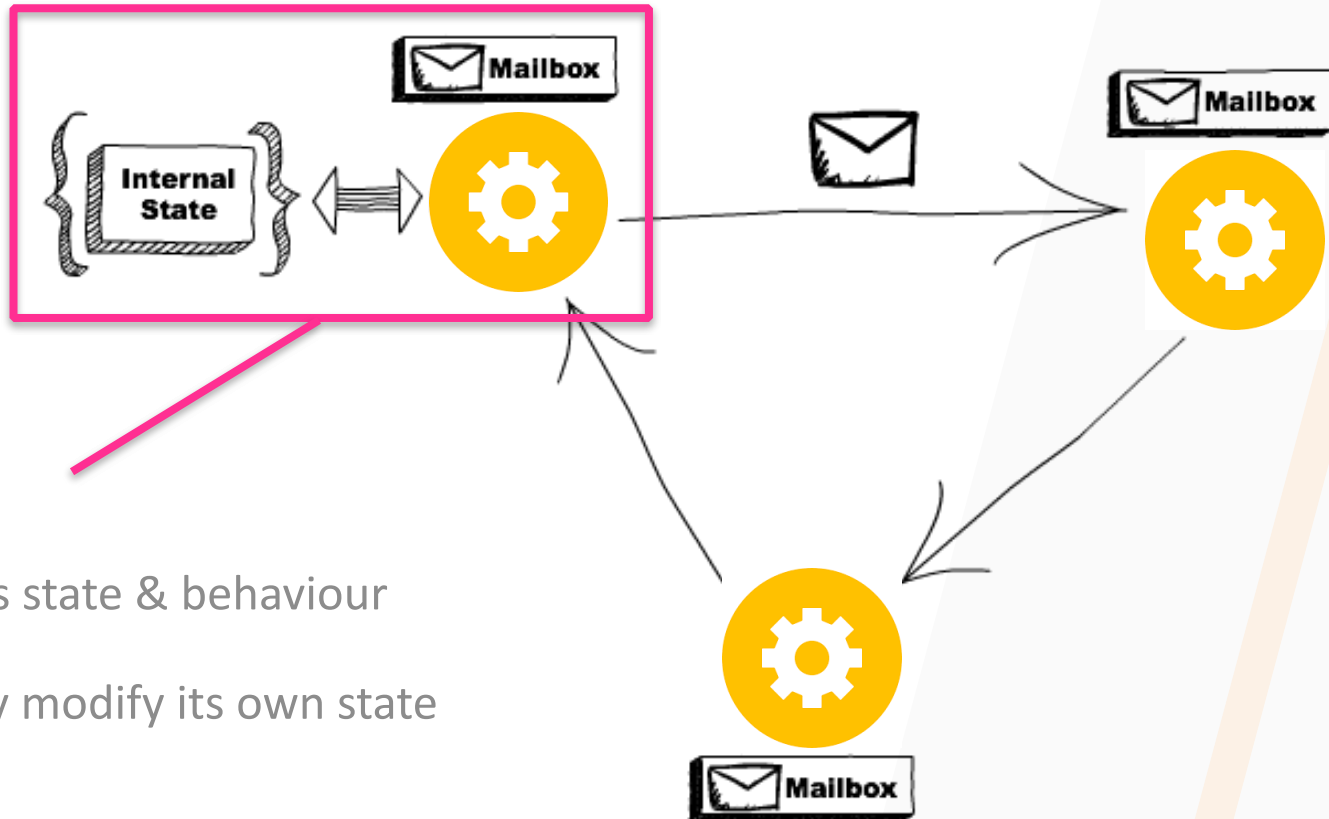 Mailbox
Mailbox
Internal
State
s state & behaviour
y modify its own state
Mailbox